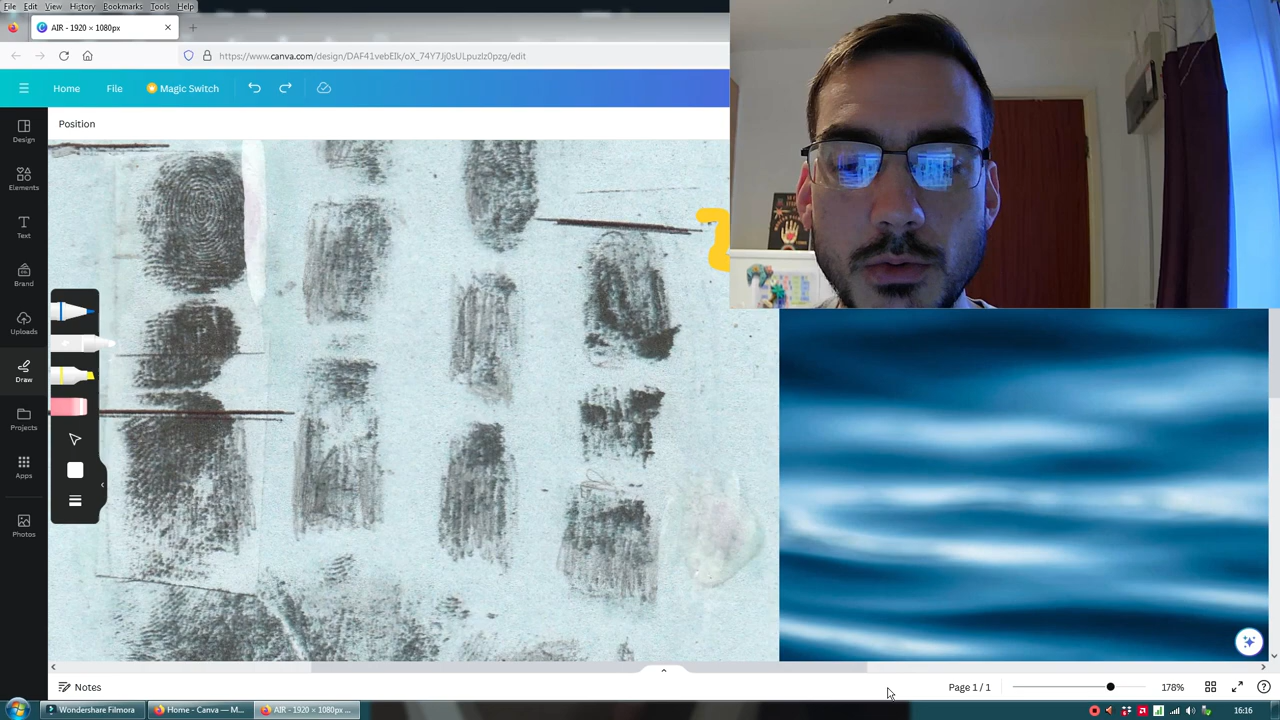 File Edit View History Bookmarks Tools Help
AIR - 1920 × 1080px
https://www.canva.com/design/DAF41vebEIk/oX_74Y7Jj0sULpuzlz0pzg/edit
Home File Magic Switch
Position
Design
Elements
Text
Brand
Uploads
Draw
Projects
Apps
Photos
Notes
Page 1 / 1
178%
Wondershare Filmora
Home - Canva — M...
AIR - 1920 × 1080px ...
16:16